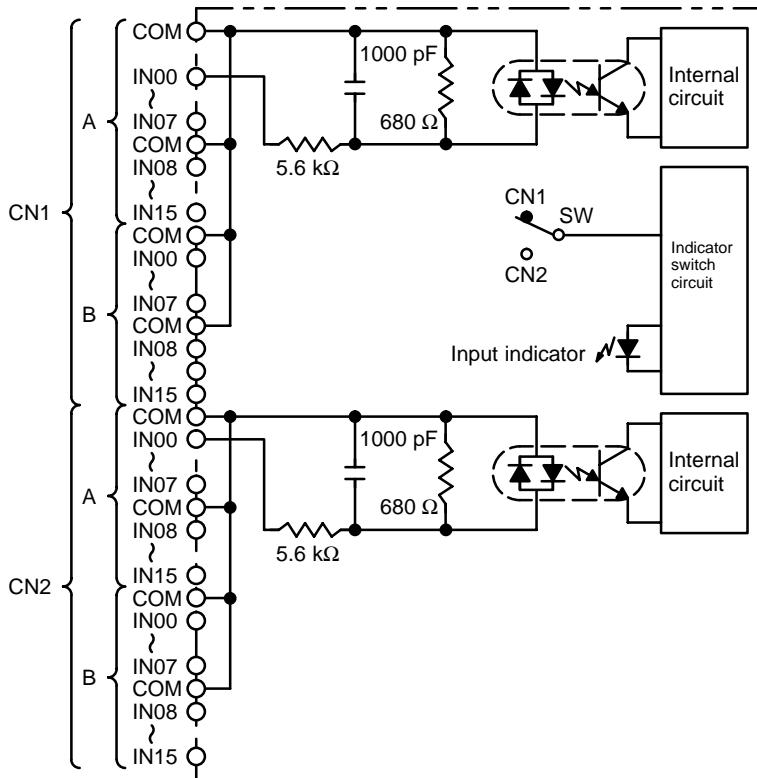 COM
IN00
~
IN07
COM
IN08
~
IN15
COM
IN00
~
IN07
COM
IN08
~
IN15
COM
IN00
~
IN07
COM
IN08
~
IN15
COM
IN00
~
IN07
COM
IN08
~
IN15
A
B
CN1
A
B
CN2
1000 pF
680 Ω
5.6 kΩ
Internal
circuit
CN1
SW
CN2
Indicator
switch
circuit
Input indicator
1000 pF
680 Ω
5.6 kΩ
Internal
circuit